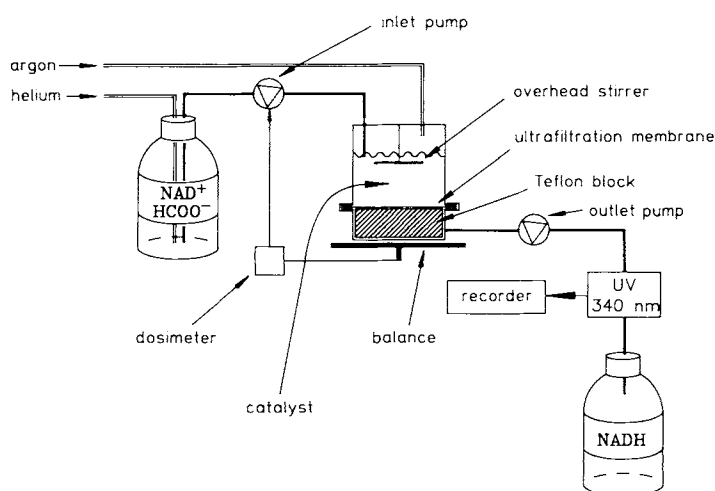 inlet pump
argon
helium
overhead stirrer
ultrafiltration membrane
Teflon block
outlet pump
NAD+
HCOO−
UV
340 nm
recorder
dosimeter
balance
catalyst
NADH